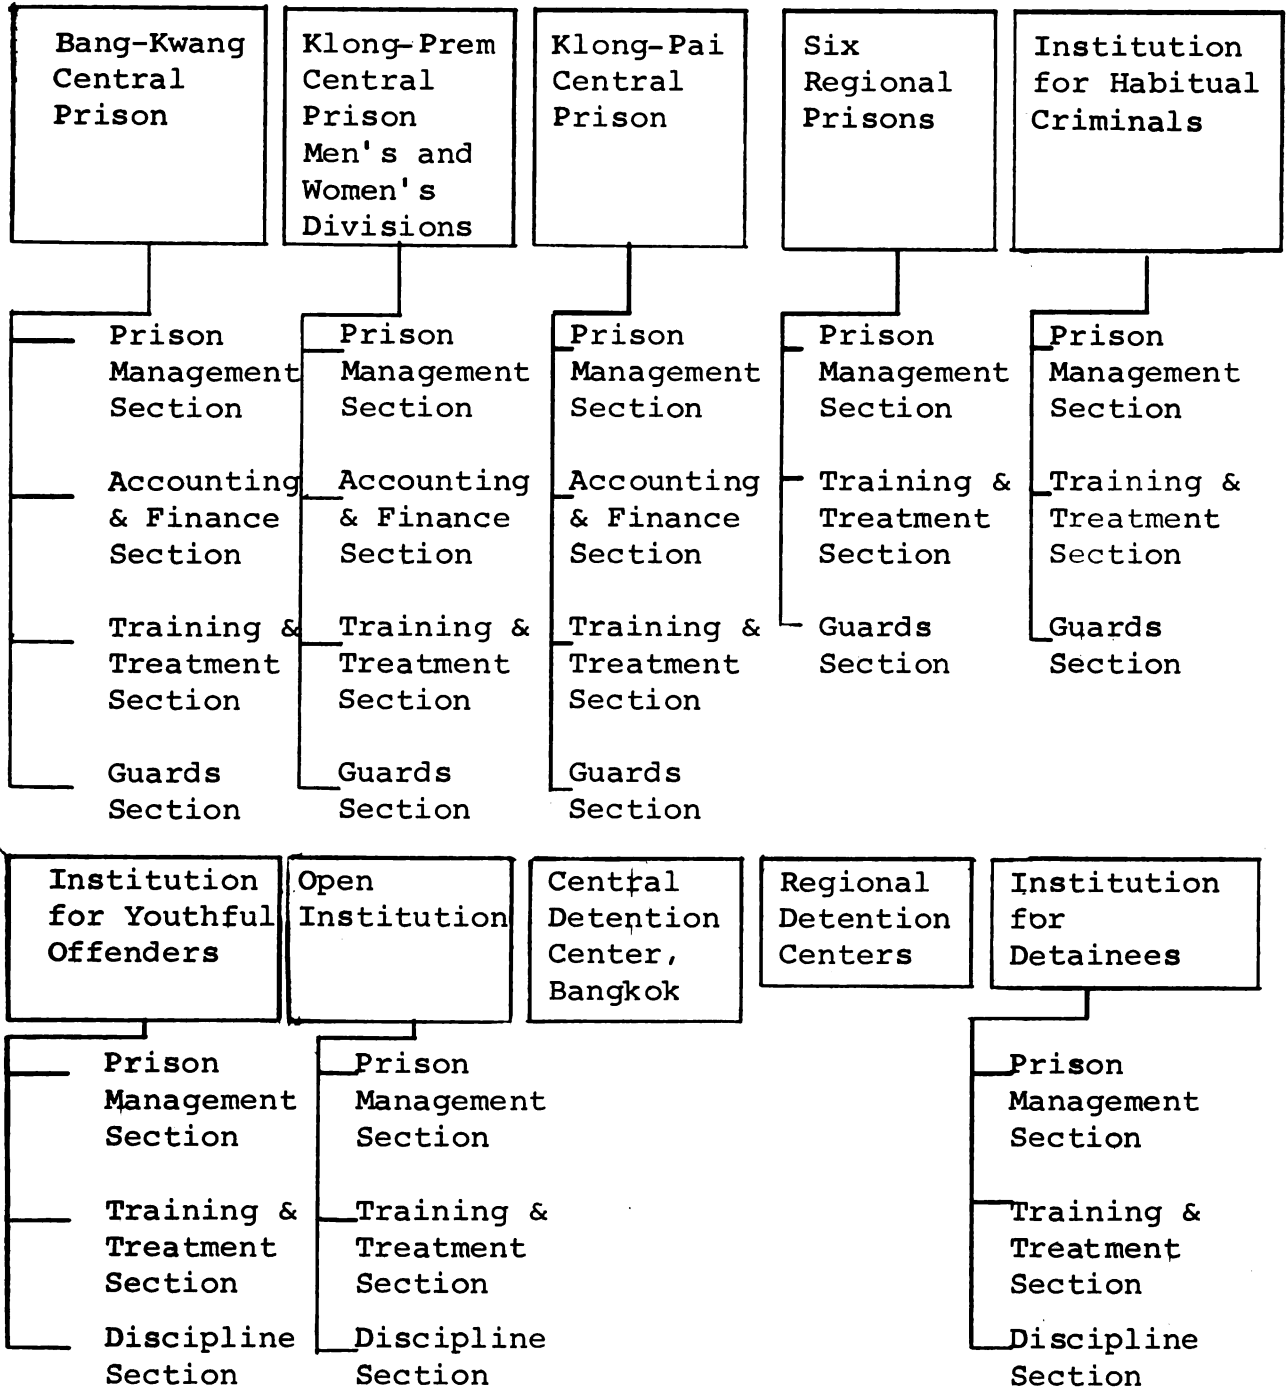 Bang-Kwang
Central
Prison
Klong-Prem
Central
Prison
Men's and
Women's
Divisions
Klong-Pai
Central
Prison
Six
Regional
Prisons
Institution
for Habitual
Criminals
Prison
Management
Section
Accounting
& Finance
Section
Training &
Treatment
Section
Guards
Section
Prison
Management
Section
Accounting
& Finance
Section
Training &
Treatment
Section
Guards
Section
Prison
Management
Section
Accounting
& Finance
Section
Training &
Treatment
Section
Guards
Section
Prison
Management
Section
Training &
Treatment
Section
Guards
Section
Prison
Management
Section
Training &
Treatment
Section
Guards
Section
Institution
for Youthful
Offenders
Open
Institution
Central
Detention
Center,
Bangkok
Regional
Detention
Centers
Institution
for
Detainees
Prison
Management
Section
Training &
Treatment
Section
Discipline
Section
Prison
Management
Section
Training &
Treatment
Section
Discipline
Section
Prison
Management
Section
Training &
Treatment
Section
Discipline
Section